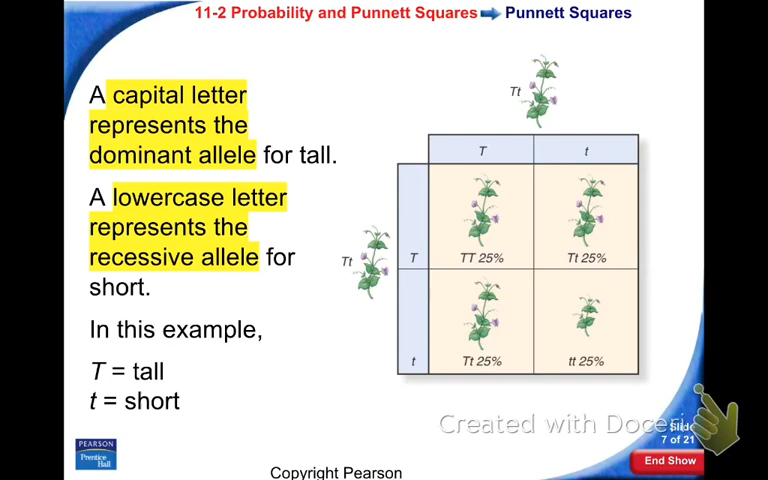 11-2 Probability and Punnett Squares Punnett Squares
A capital letter
represents the
dominant allele for tall.
A lowercase letter
represents the
recessive allele for
short.
In this example,
T = tall
t = short
Tt
T t
Tt
T
TT 25% Tt 25%
t
Tt 25% tt 25%
Created with Doceri
Slide
7 of 21
End Show
PEARSON
Prentice
Hall
Copyright Pearson